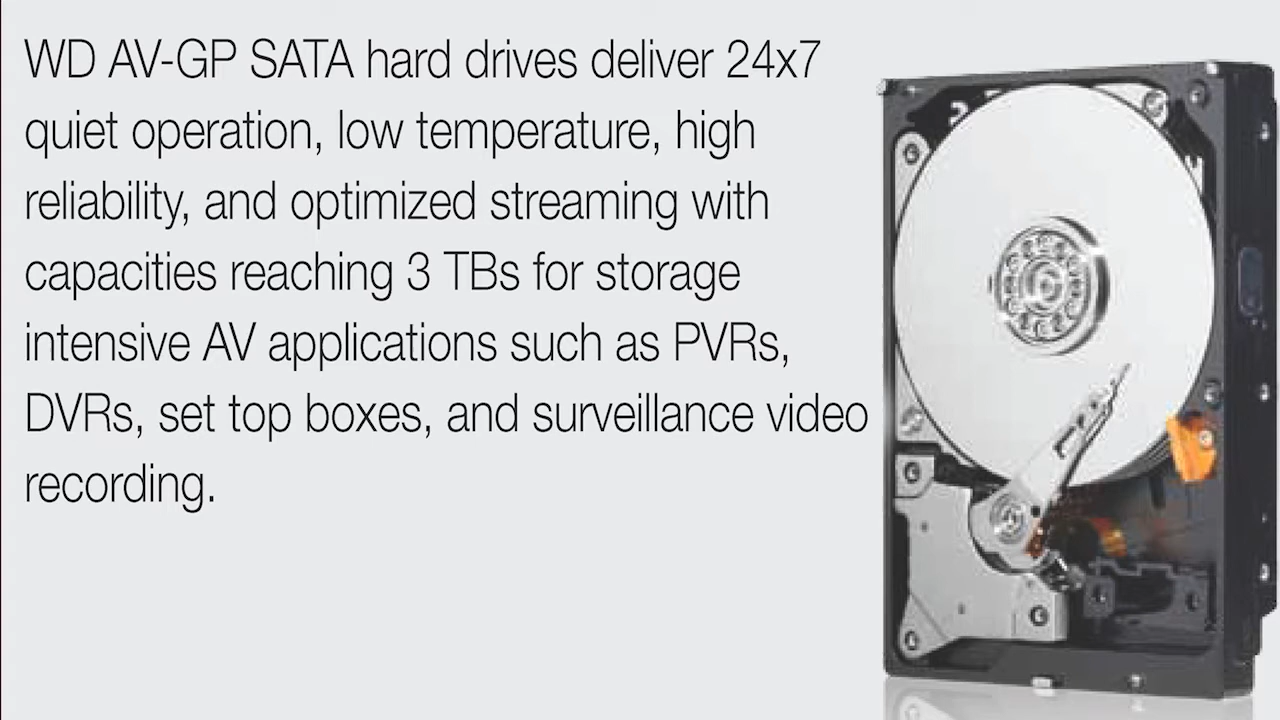 WD AV-GP SATA hard drives deliver 24x7
quiet operation, low temperature, high
reliability, and optimized streaming with
capacities reaching 3 TBs for storage
intensive AV applications such as PVRs,
DVRs, set top boxes, and surveillance video
recording.